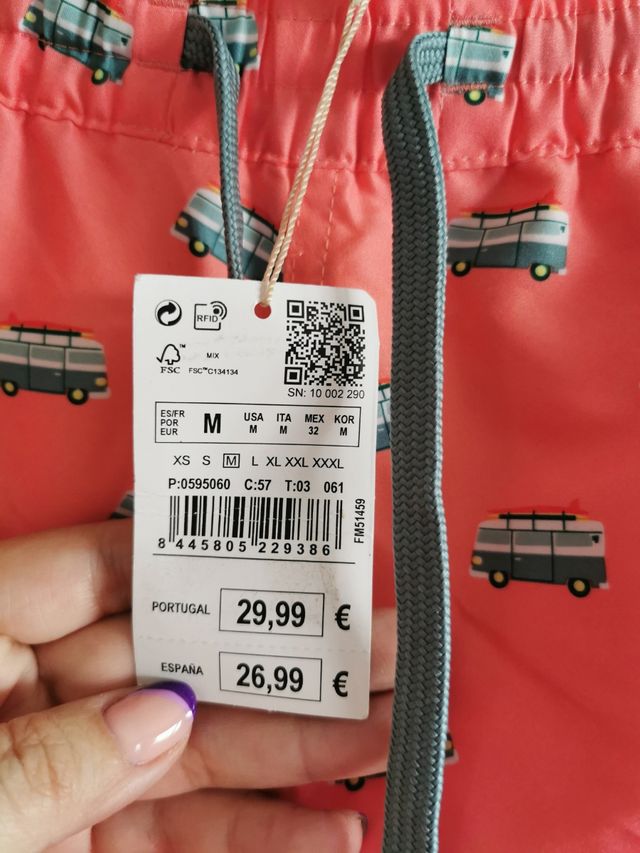 RFID
FSC™
MIX
FSC™C134134
SN: 10 002 290
ES/FR
POR
EUR
M
USA
M
ITA
M
MEX
32
KOR
M
XS S M L XL XXL XXXL
P:0595060 C:57 T:03 061
FM51459
8 445805 229386
PORTUGAL 29,99 €
ESPAÑA 26,99 €